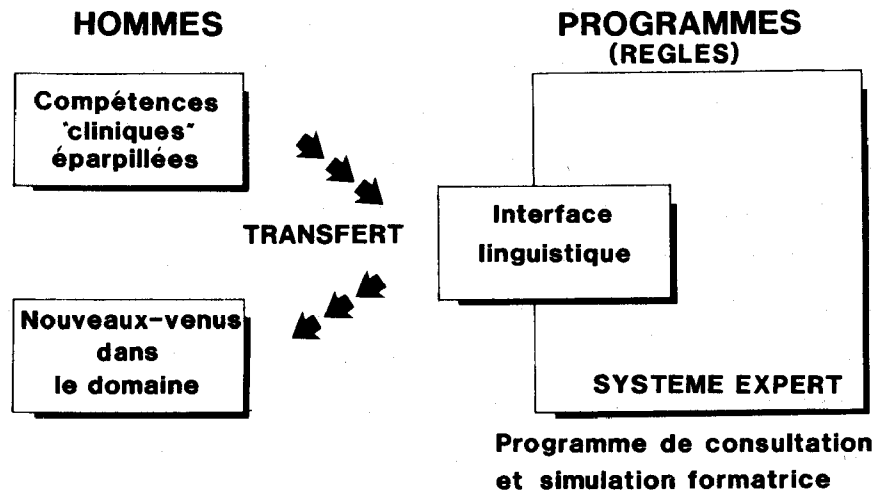 HOMMES
Compétences
"cliniques"
éparpillées
TRANSFERT
Nouveaux-venus
dans
le domaine
PROGRAMMES
(REGLES)
Interface
linguistique
SYSTEME EXPERT
Programme de consultation
et simulation formatrice